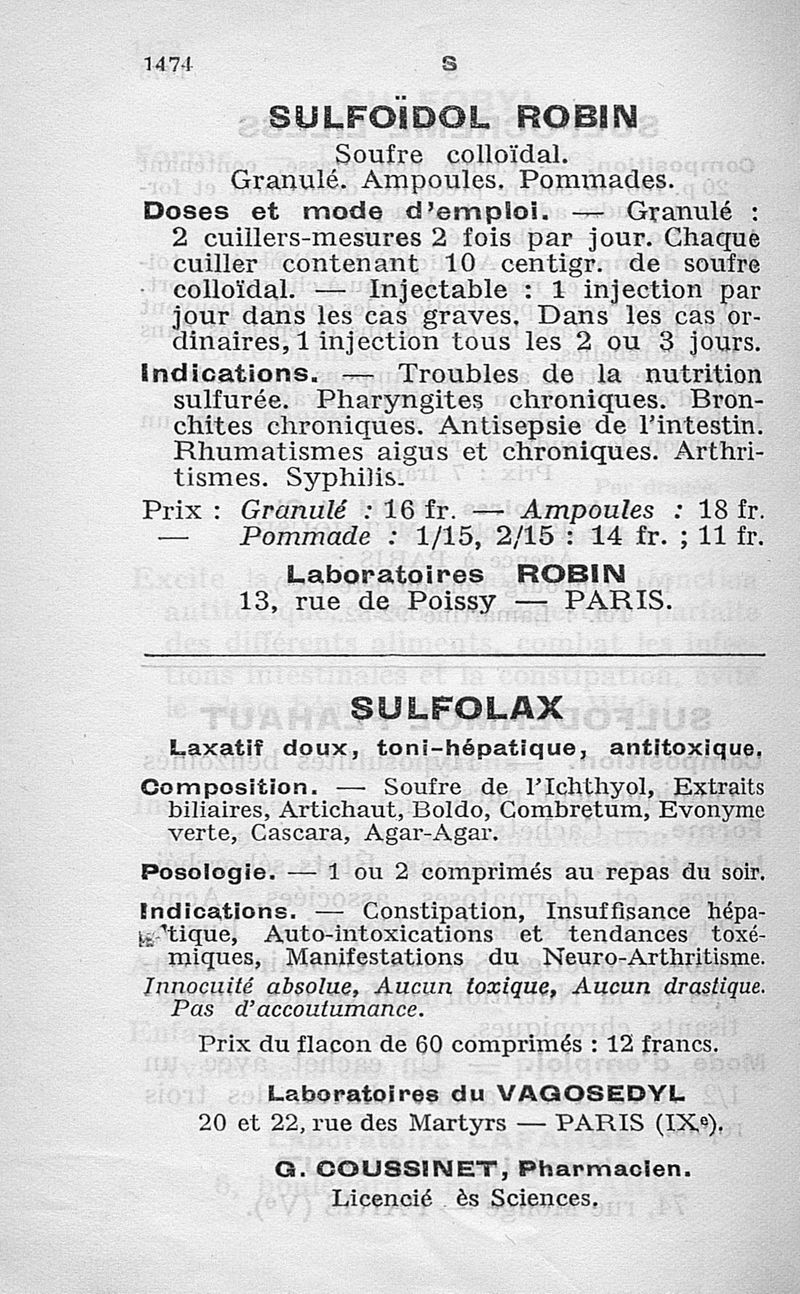 1474
S
SULFOÏDOL ROBIN
Soufre colloïdal.
Granulé. Ampoules. Pommades.
Doses et mode d'emploi. — Granulé :
2 cuillers-mesures 2 fois par jour. Chaque
cuiller contenant 10 centigr. de soufre
colloïdal. — Injectable : 1 injection par
jour dans les cas graves. Dans les cas or-
dinaires, 1 injection tous les 2 ou 3 jours.
Indications. — Troubles de la nutrition
sulfurée. Pharyngites chroniques. Bron-
chites chroniques. Antisepsie de l'intestin.
Rhumatismes aigus et chroniques. Arthri-
tismes. Syphilis.
Prix : Granulé : 16 fr. — Ampoules : 18 fr.
— Pommade : 1/15, 2/15 : 14 fr. ; 11 fr.
Laboratoires ROBIN
13, rue de Poissy — PARIS.
SULFOLAX
Laxatif doux, toni-hépatique, antitoxique.
Composition. — Soufre de l'Ichthyol, Extraits
biliaires, Artichaut, Boldo, Combretum, Evonyme
verte, Cascara, Agar-Agar.
Posologie. — 1 ou 2 comprimés au repas du soir.
Indications. — Constipation, Insuffisance hépa-
tique, Auto-intoxications et tendances toxé-
miques, Manifestations du Neuro-Arthritisme.
Innocuité absolue, Aucun toxique, Aucun drastique.
Pas d'accoutumance.
Prix du flacon de 60 comprimés : 12 francs.
Laboratoires du VAGOSEDYL
20 et 22, rue des Martyrs — PARIS (IXe).
G. COUSSINET, Pharmacien.
Licencié ès Sciences.